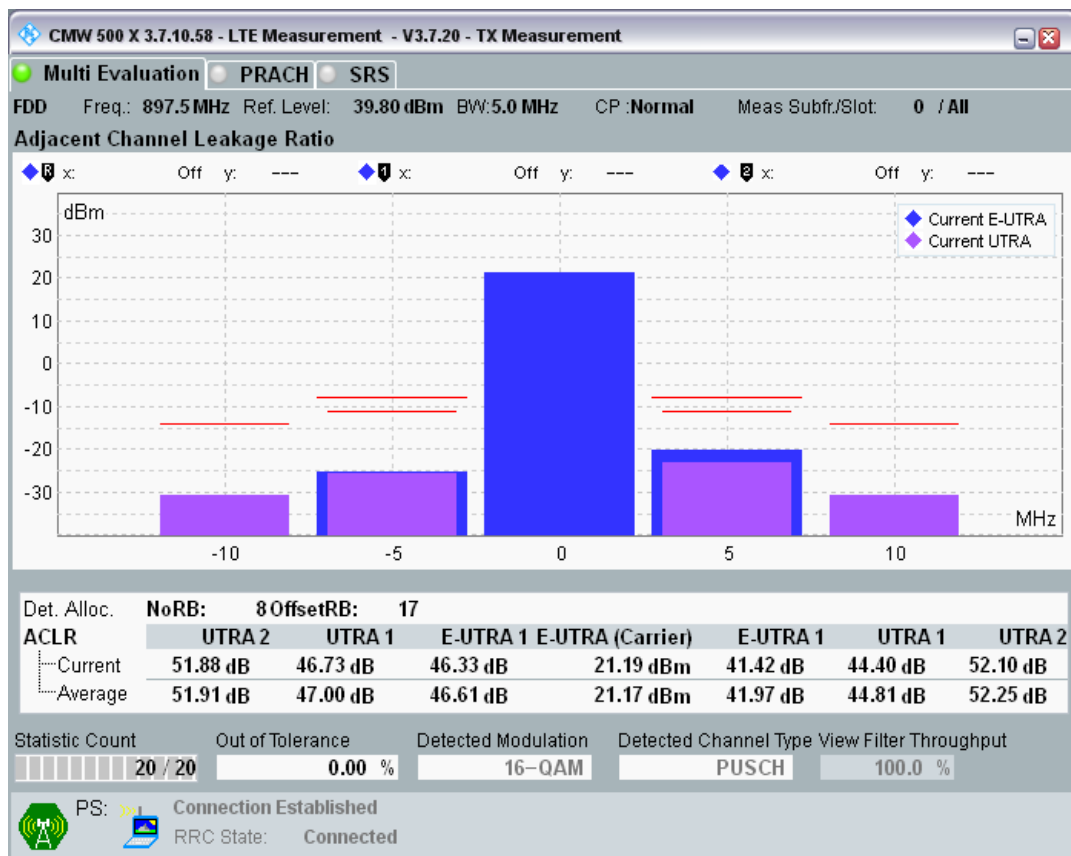 CMW 500 X 3.7.10.58 - LTE Measurement - V3.7.20 - TX Measurement
Multi Evaluation PRACH SRS
FDD Freq.: 897.5 MHz Ref. Level: 39.80 dBm BW:5.0 MHz CP :Normal Meas Subfr./Slot: 0 / All
Adjacent Channel Leakage Ratio
R x: Off y: --- 1 x: Off y: --- 2 x: Off y: ---
dBm
Current E-UTRA
Current UTRA
30
20
10
0
-10
-20
-30
MHz
-10 -5 0 5 10
Det. Alloc. NoRB: 8 OffsetRB: 17
ACLR UTRA 2 UTRA 1 E-UTRA 1 E-UTRA (Carrier) E-UTRA 1 UTRA 1 UTRA 2
Current 51.88 dB 46.73 dB 46.33 dB 21.19 dBm 41.42 dB 44.40 dB 52.10 dB
Average 51.91 dB 47.00 dB 46.61 dB 21.17 dBm 41.97 dB 44.81 dB 52.25 dB
Statistic Count Out of Tolerance Detected Modulation Detected Channel Type View Filter Throughput
20 / 20 0.00 % 16-QAM PUSCH 100.0 %
PS: Connection Established
RRC State: Connected